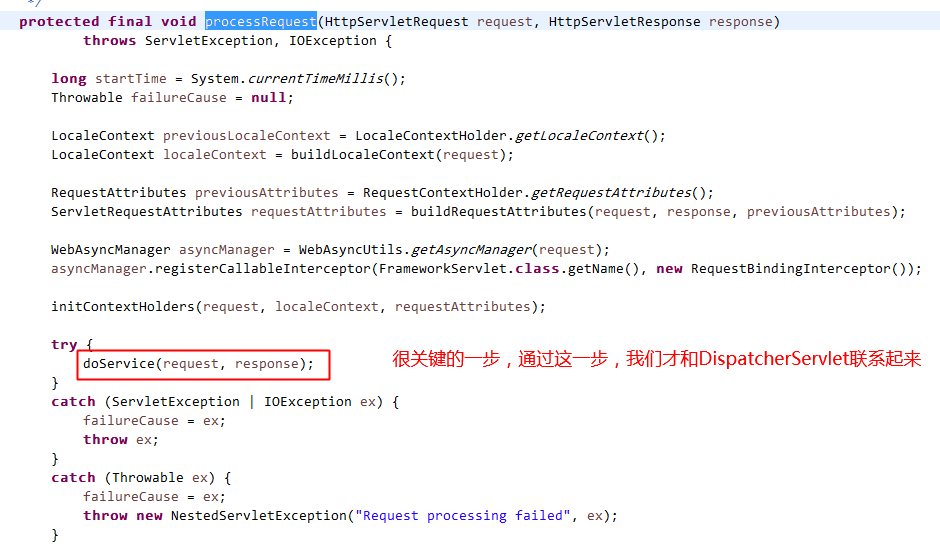 */
protected final void processRequest(HttpServletRequest request, HttpServletResponse response)
throws ServletException, IOException {
long startTime = System.currentTimeMillis();
Throwable failureCause = null;
LocaleContext previousLocaleContext = LocaleContextHolder.getLocaleContext();
LocaleContext localeContext = buildLocaleContext(request);
RequestAttributes previousAttributes = RequestContextHolder.getRequestAttributes();
ServletRequestAttributes requestAttributes = buildRequestAttributes(request, response, previousAttributes);
WebAsyncManager asyncManager = WebAsyncUtils.getAsyncManager(request);
asyncManager.registerCallableInterceptor(FrameworkServlet.class.getName(), new RequestBindingInterceptor());
initContextHolders(request, localeContext, requestAttributes);
try {
doService(request, response);
很关键的一步，通过这一步，我们才和DispatcherServlet联系起来
}
catch (ServletException | IOException ex) {
failureCause = ex;
throw ex;
}
catch (Throwable ex) {
failureCause = ex;
throw new NestedServletException("Request processing failed", ex);
}